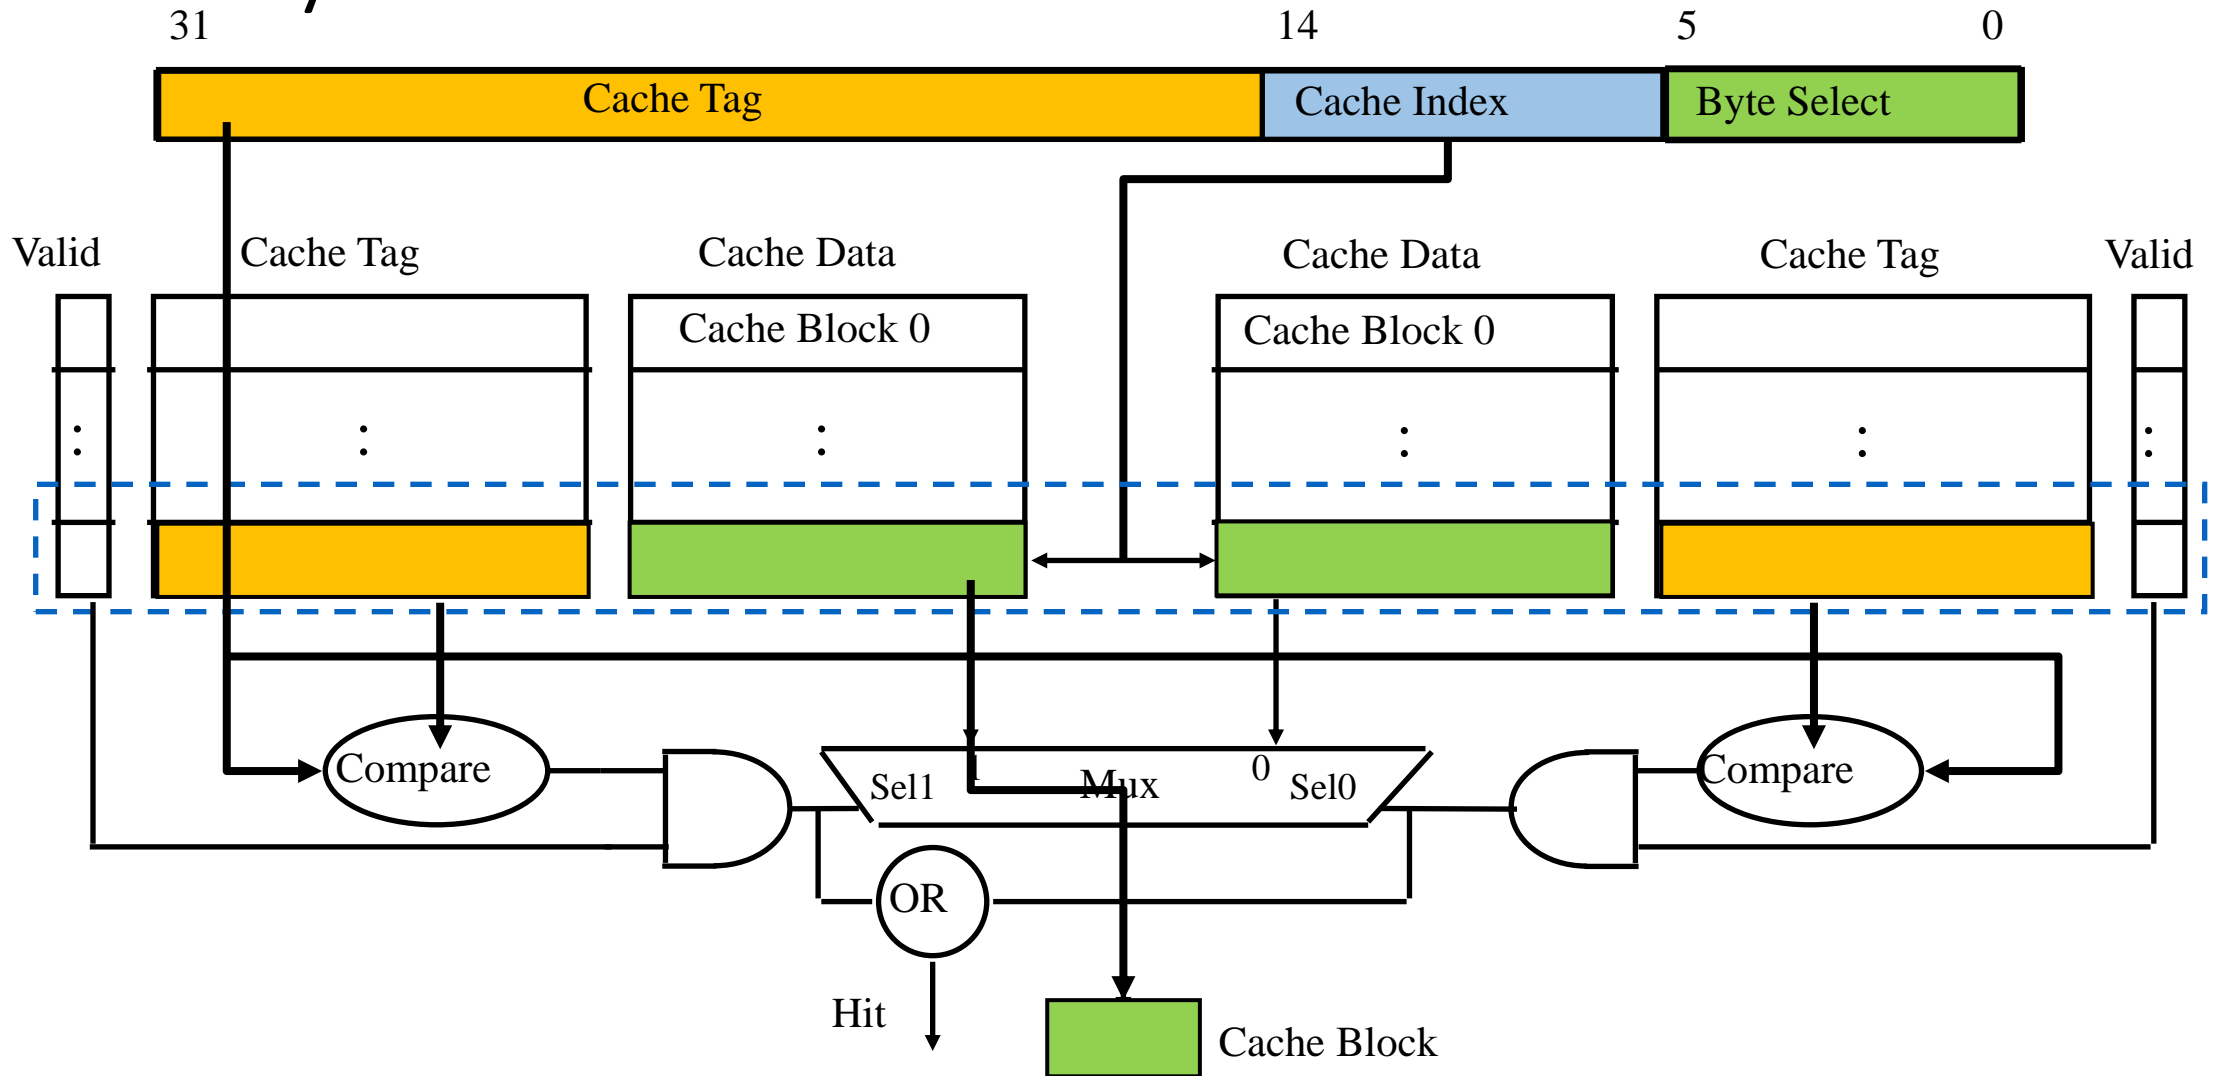 31 14 5 0
Cache Tag Cache Index Byte Select
Valid Cache Tag Cache Data Cache Data Cache Tag Valid
Cache Block 0 Cache Block 0
: : : : : :
Compare Sel1 1 Mux 0 Sel0 Compare
OR
Hit
Cache Block